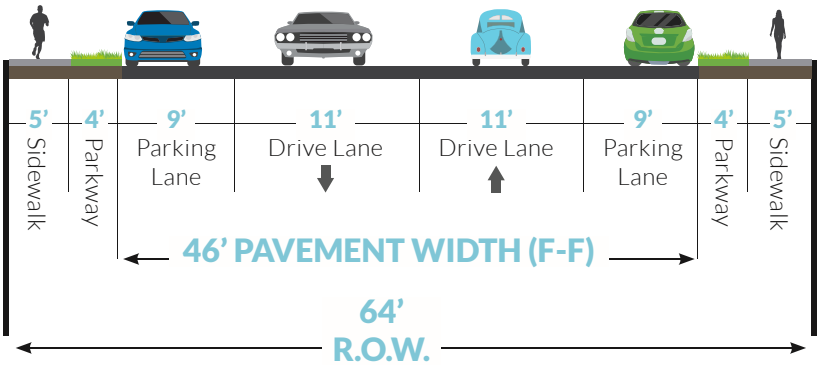 5’ 4’ 9’ 11’ 11’ 9’ 4’ 5’
Sidewalk
Parkway
Parking
Lane
Drive Lane
Drive Lane
Parking
Lane
Parkway
Sidewalk
46’ PAVEMENT WIDTH (F-F)
64’
R.O.W.